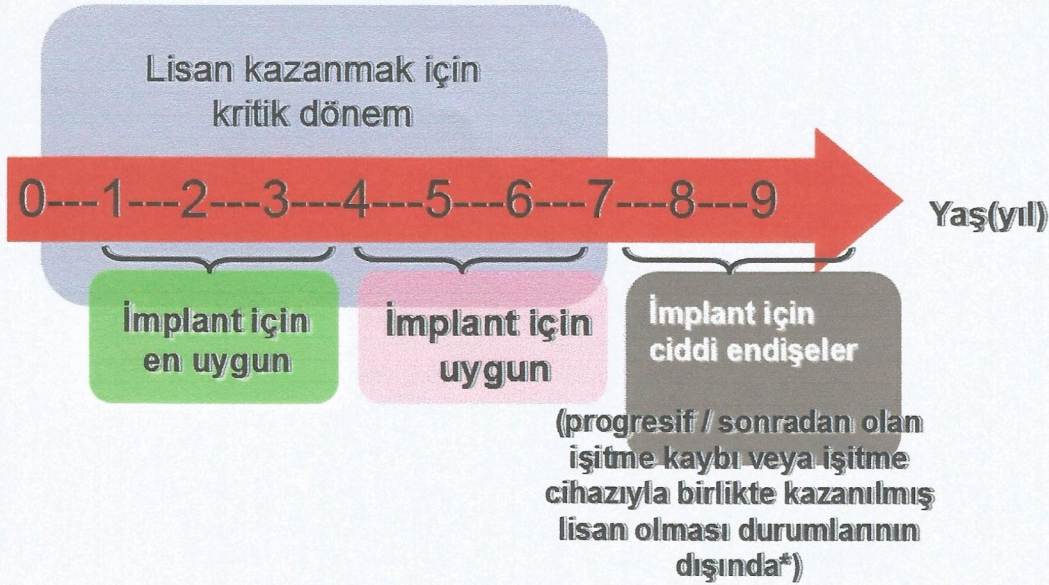 Lisan kazanmak için
kritik dönem
0---1---2---3---4---5---6---7---8---9
Yaş(yıl)
İmplant için
en uygun
İmplant için
uygun
İmplant için
ciddi endişeler
(progresif / sonradan olan
işitme kaybı veya işitme
cihazıyla birlikte kazanılmış
lisan olması durumlarının
dışında*)